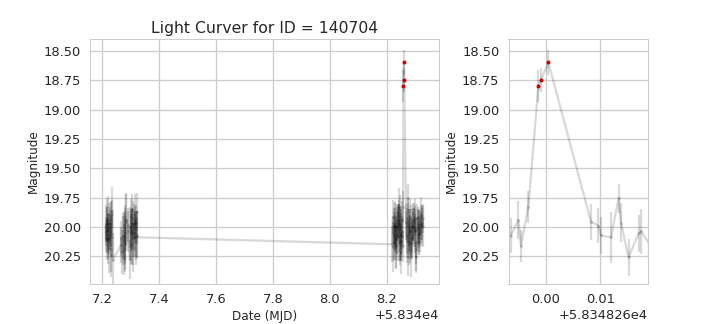 Light Curver for ID = 140704
18.50
18.75
19.00
19.25
19.50
19.75
20.00
20.25
Magnitude
7.2 7.4 7.6 7.8 8.0 8.2
Date (MJD)
+5.834e4
18.50
18.75
19.00
19.25
19.50
19.75
20.00
20.25
Magnitude
0.00 0.01
+5.834826e4